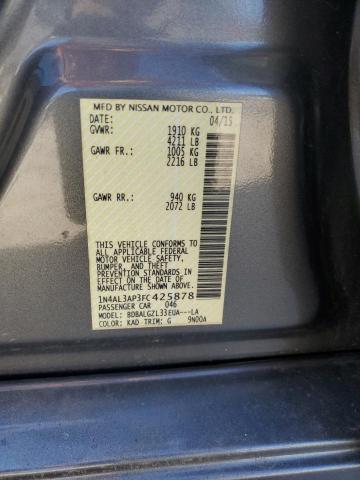 MFD BY NISSAN MOTOR CO., LTD.
DATE: 04/15
GVWR: 1910 KG
4211 LB
GAWR FR: 1005 KG
2216 LB
GAWR RR: 940 KG
2072 LB
THIS VEHICLE CONFORMS TO
ALL APPLICABLE FEDERAL
MOTOR VEHICLE SAFETY,
BUMPER, AND THEFT
PREVENTION STANDARDS IN
EFFECT ON THE DATE OF
MANUFACTURE SHOWN ABOVE.
1N4AL3AP3FC425878
PASSENGER CAR 046
MODEL: BDBALGZL33EUA---LA
COLOR: KAD TRIM: G 9N00A